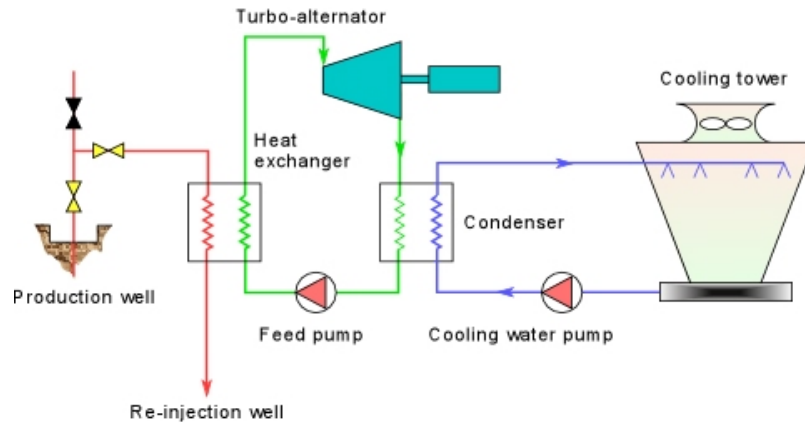 Turbo-alternator
Cooling tower
Heat
exchanger
Condenser
Production well
Feed pump
Cooling water pump
Re-injection well